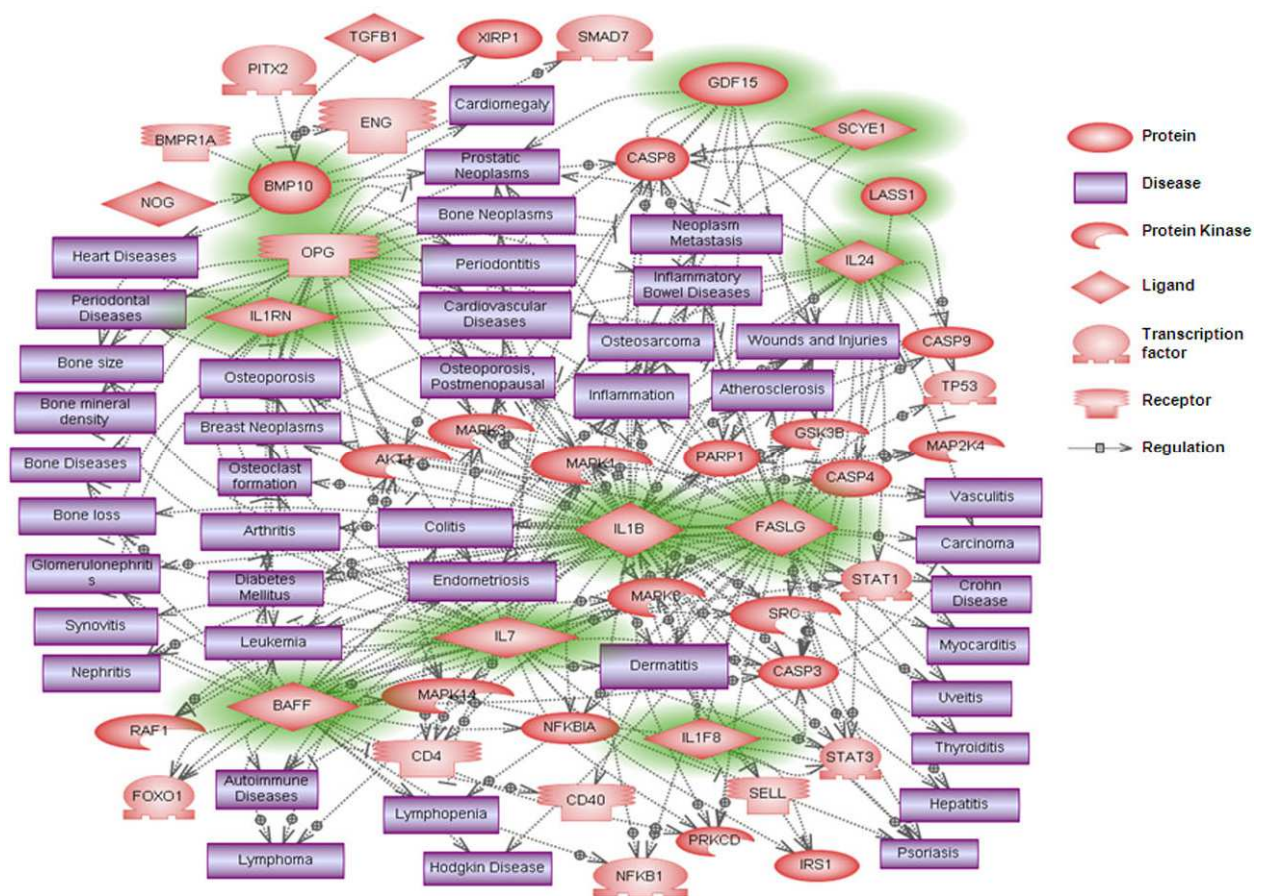 TGFB1
XIRP1
SMAD7
PITX2
GDF15
Cardiomegaly
ENG
SCYE1
BMPR1A
CASP8
Prostatic
Neoplasms
BMP10
LASS1
NOG
Bone Neoplasms
Neoplasm
Metastasis
Heart Diseases
OPG
Periodontitis
IL24
Inflammatory
Bowel Diseases
Periodontal
Diseases
IL1RN
Cardiovascular
Diseases
Osteosarcoma
Wounds and Injuries
CASP9
Bone size
Osteoporosis
Osteoporosis,
Postmenopausal
Inflammation
Atherosclerosis
TP53
Bone mineral
density
Breast Neoplasms
MAPK3
GSK3B
MAP2K4
Bone Diseases
Osteoclast
formation
AKT1
MAPK1
PARP1
CASP4
Vasculitis
Bone loss
Arthritis
Colitis
IL1B
FASLG
Carcinoma
Glomerulonephriti
s
Diabetes
Mellitus
Endometriosis
MAPK8
STAT1
Crohn
Disease
SRC
Synovitis
Leukemia
IL7
Myocarditis
Nephritis
Dermatitis
CASP3
Uveitis
BAFF
MAPK14
RAF1
NFKBIA
IL1F8
Thyroiditis
CD4
STAT3
FOXO1
Autoimmune
Diseases
Lymphopenia
CD40
SELL
Hepatitis
PRKCD
Lymphoma
Hodgkin Disease
NFKB1
IRS1
Psoriasis
Protein
Disease
Protein Kinase
Ligand
Transcription
factor
Receptor
Regulation